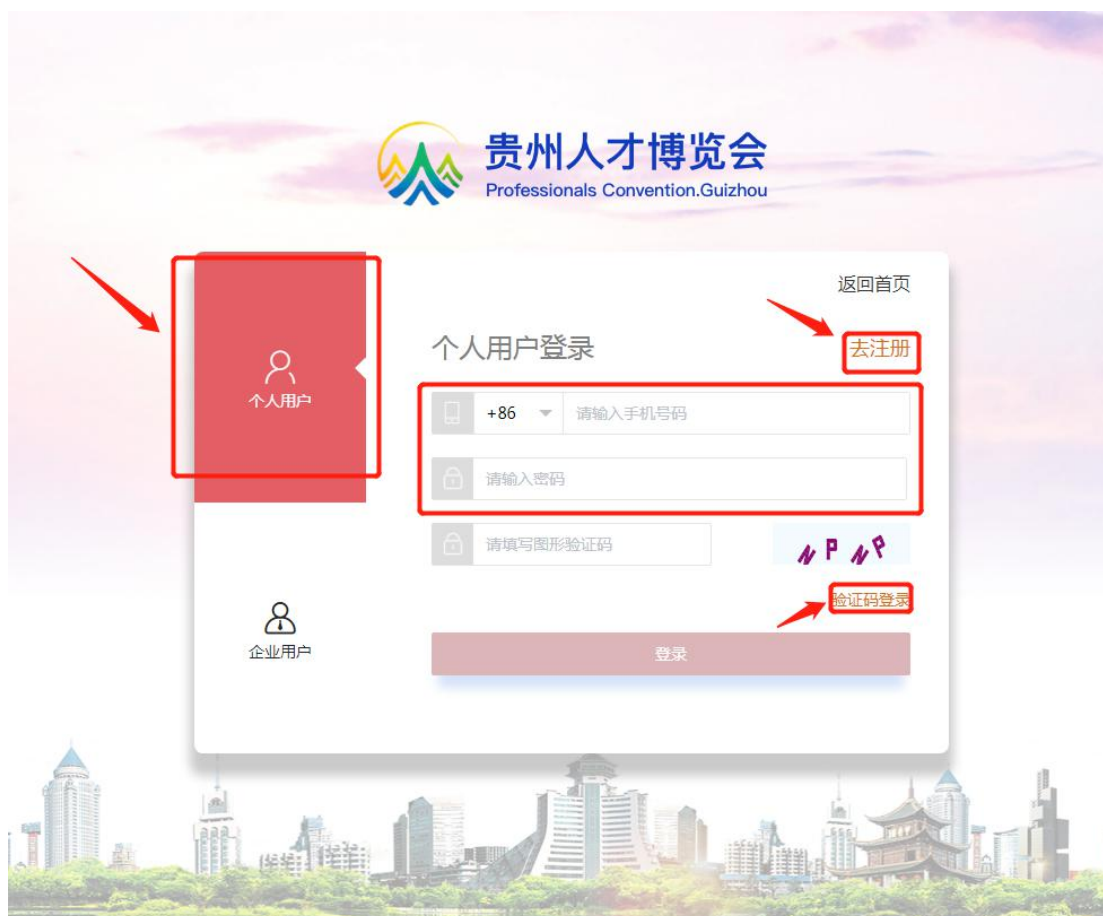 贵州人才博览会
Professionals Convention.Guizhou
返回首页
个人用户登录
去注册
个人用户
+86 请输入手机号码
请输入密码
请填写图形验证码
NPNP
验证码登录
企业用户
登录